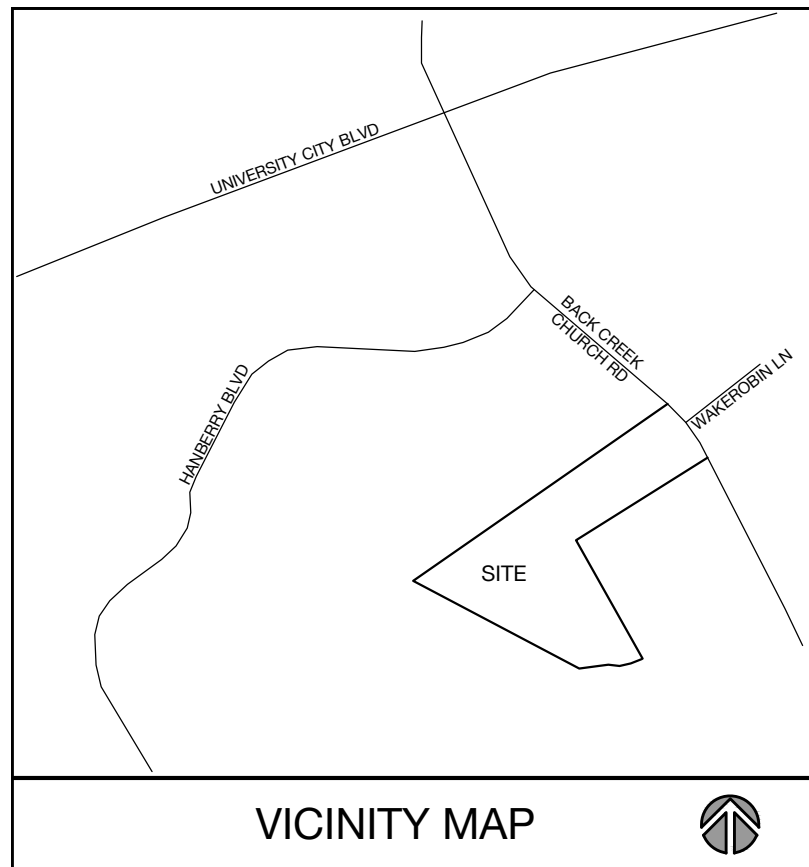 UNIVERSITY CITY BLVD
BACK CREEK
CHURCH RD
WAKEROBIN LN
HANBERRY BLVD
SITE
VICINITY MAP